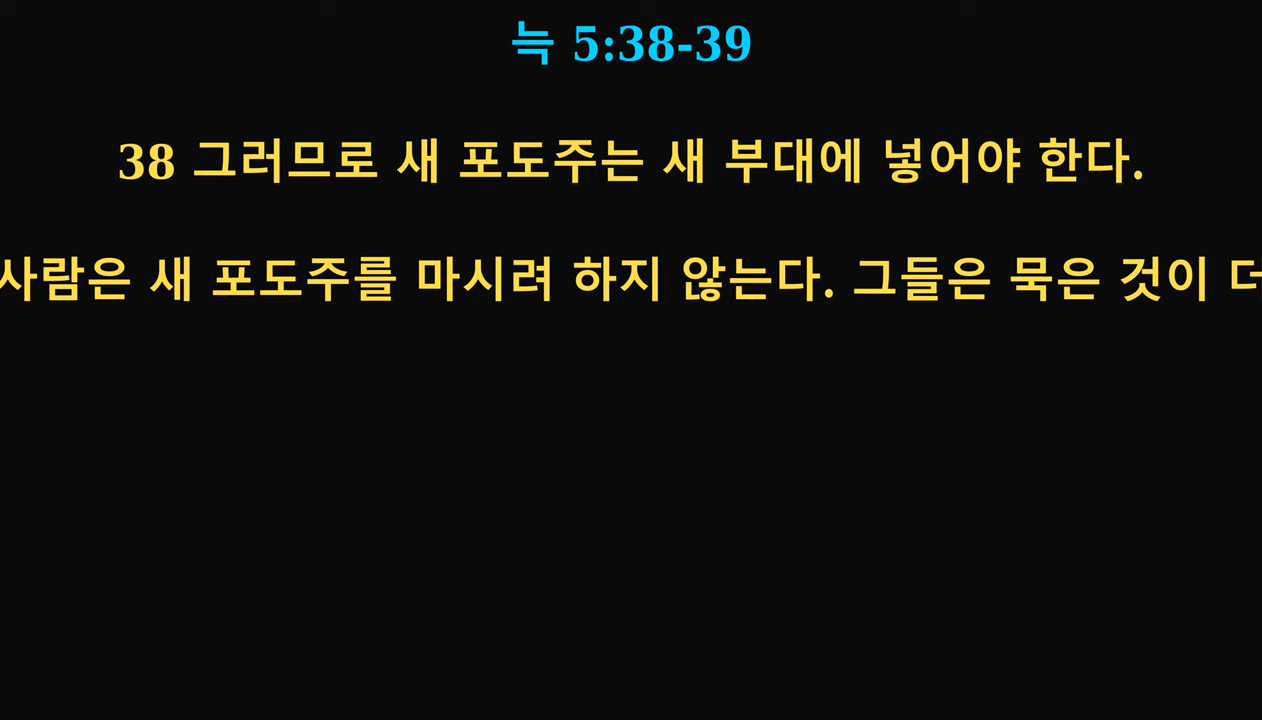 늑 5:38-39
38 그러므로 새 포도주는 새 부대에 넣어야 한다.
사람은 새 포도주를 마시려 하지 않는다. 그들은 묵은 것이 더